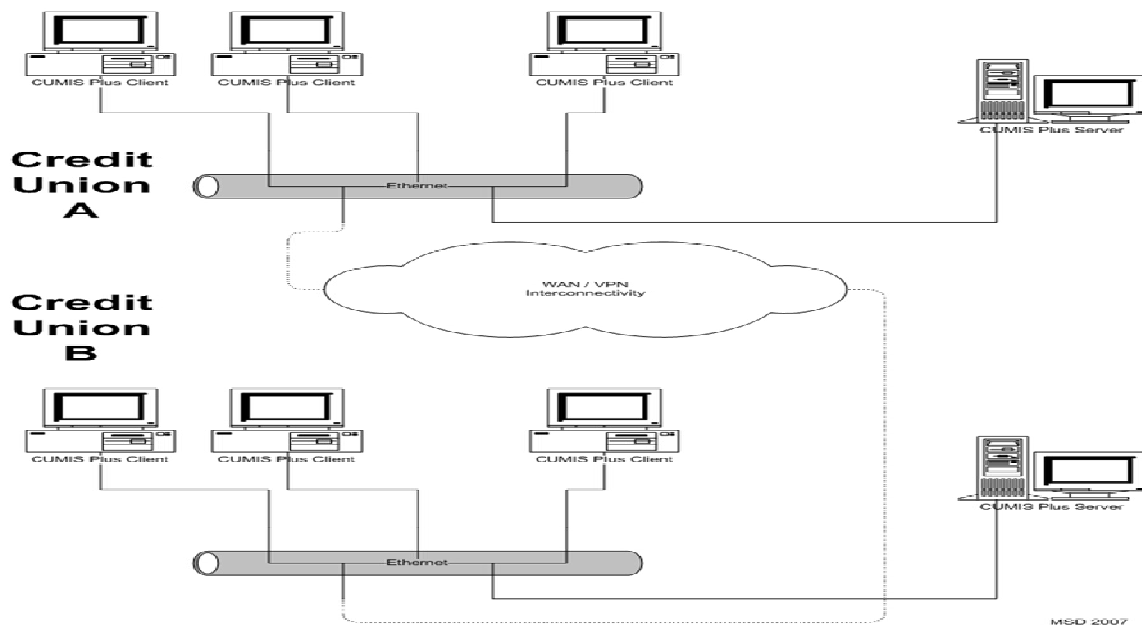 CUMIS Plus Client
CUMIS Plus Client
CUMIS Plus Client
CUMIS Plus Server
Credit
Union
A
Ethernet
WAN / VPN
Interconnectivity
Credit
Union
B
CUMIS Plus Client
CUMIS Plus Client
CUMIS Plus Client
CUMIS Plus Server
Ethernet
MSD 2007